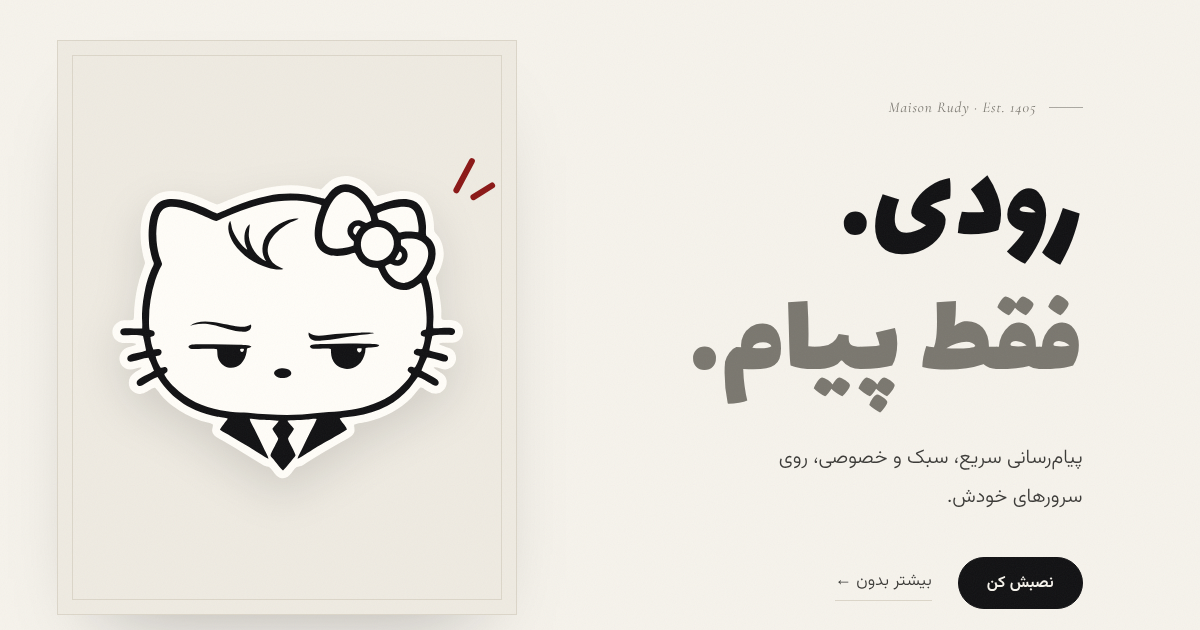 Maison Rudy · Est. 1405
رودی.
فقط پیام.
پیام‌رسانی سریع، سبک و خصوصی، روی
سرورهای خودش.
نصبش کن
بیشتر بدون ←